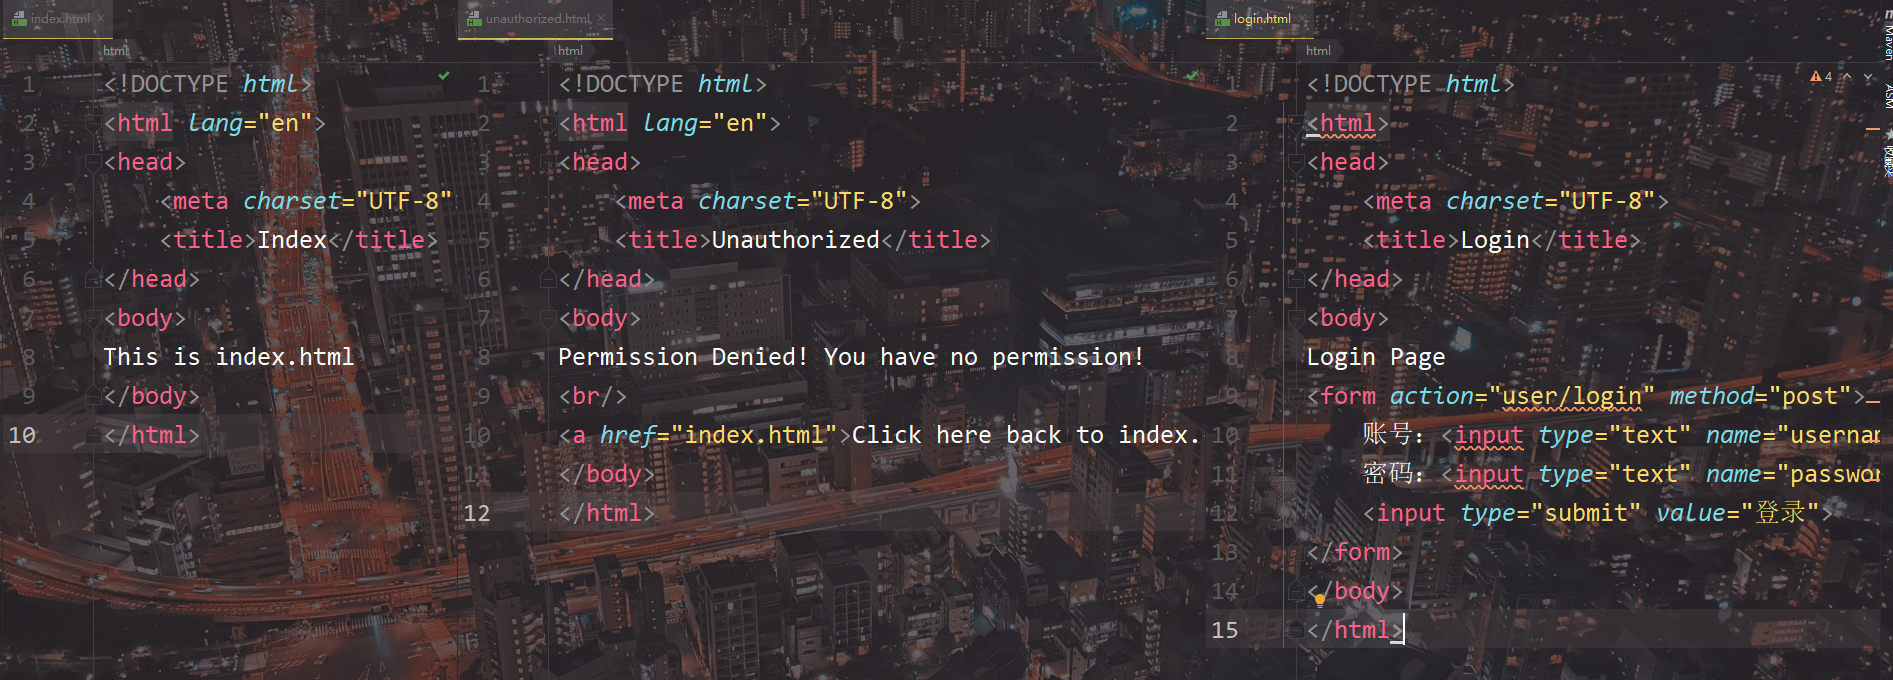 index.html
html
1 <!DOCTYPE html>
2 <html lang="en">
3 <head>
4 <meta charset="UTF-8"
5 <title>Index</title>
6 </head>
7 <body>
8 This is index.html
9 </body>
10 </html>
unauthorized.html
html
1 <!DOCTYPE html>
2 <html lang="en">
3 <head>
4 <meta charset="UTF-8">
5 <title>Unauthorized</title>
6 </head>
7 <body>
8 Permission Denied! You have no permission!
9 <br/>
10 <a href="index.html">Click here back to index.
11 </body>
12 </html>
login.html
html
4
1 <!DOCTYPE html>
2 <html>
3 <head>
4 <meta charset="UTF-8">
5 <title>Login</title>
6 </head>
7 <body>
8 Login Page
9 <form action="user/login" method="post">
10 账号：<input type="text" name="usernam
11 密码：<input type="text" name="passwor
12 <input type="submit" value="登录">
13 </form>
14 </body>
15 </html>
Maven
ASM